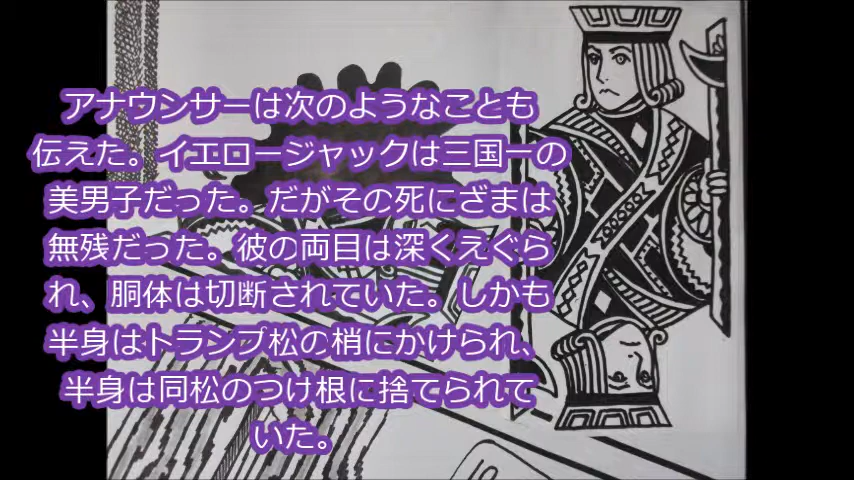 アナウンサーは次のようなことも
伝えた。イエロージャックは三国一の
美男子だった。だがその死にざまは
無残だった。彼の両目は深くえぐら
れ、胴体は切断されていた。しかも
半身はトランプ松の梢にかけられ、
半身は同松のつけ根に捨てられて
いた。